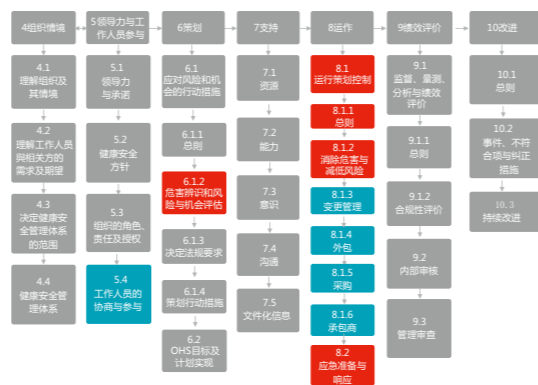 4组织情境
4.1
理解组织及
其情境
4.2
理解工作人员
與相关方的
需求及期望
4.3
决定健康安
全管理体系
的范围
4.4
健康安全管
理体系
5领导力与工
作人员参与
5.1
领导力
与承诺
5.2
健康安全
方针
5.3
组织的角色、
责任及授权
5.4
工作人员的
协商与参与
6策划
6.1
应对风险和机
会的行动措施
6.1.1
总则
6.1.2
危害辨识和风
险与机会评估
6.1.3
决定法规要求
6.1.4
策划行动措施
6.2
OHS目标及
计划实现
7支持
7.1
资源
7.2
能力
7.3
意识
7.4
沟通
7.5
文件化信息
8运作
8.1
运行策划控制
8.1.1
总则
8.1.2
消除危害与
减低风险
8.1.3
变更管理
8.1.4
外包
8.1.5
采购
8.1.6
承包商
8.2
应急准备与
响应
9绩效评价
9.1
监督、量测、
分析与绩效
评价
9.1.1
总则
9.1.2
合规性评价
9.2
内部审核
9.3
管理审查
10改进
10.1
总则
10.2
事件、不符
合项与纠正
措施
10.3
持续改进